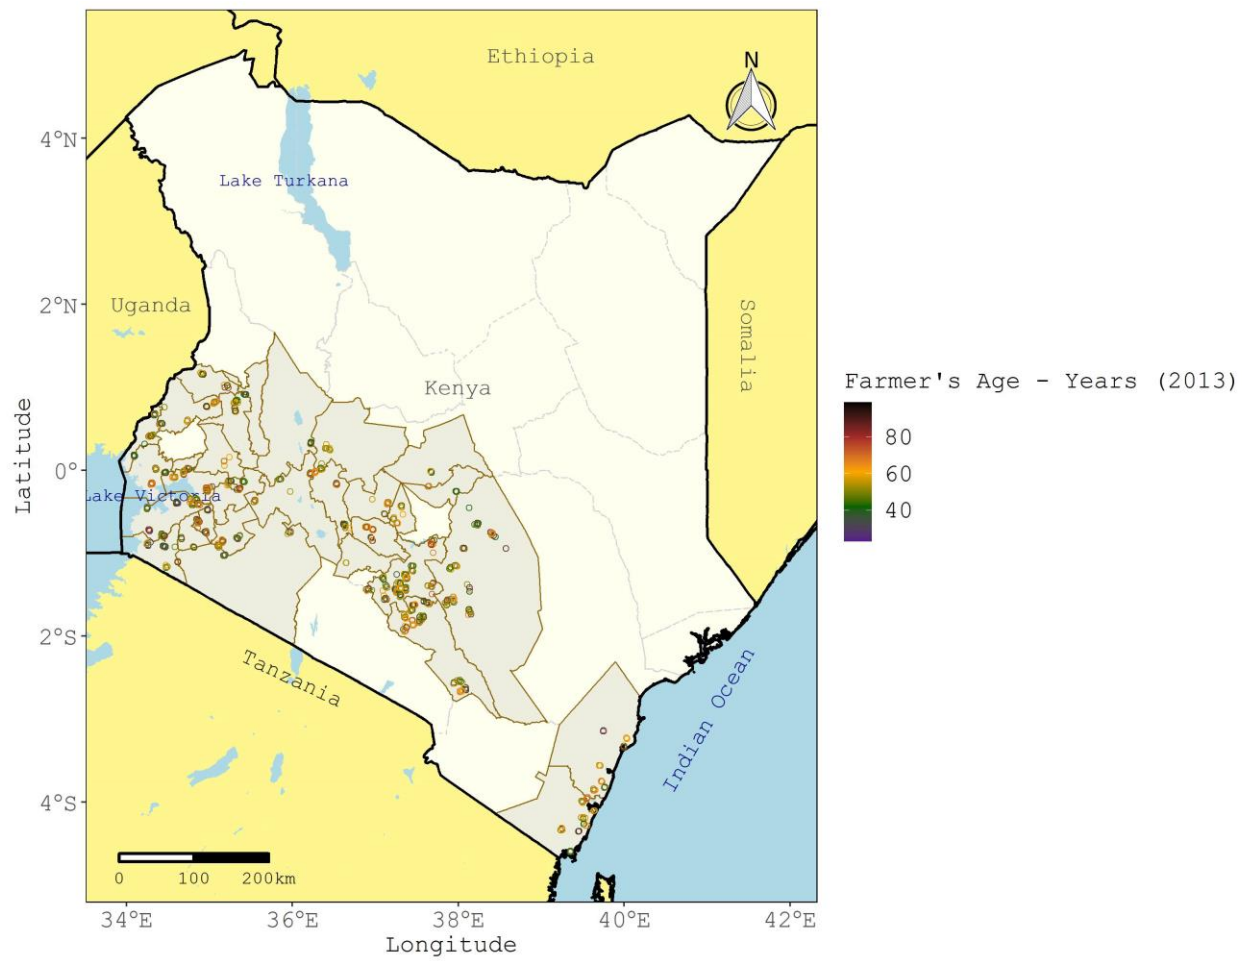 Ethiopia
N
4°N
Lake Turkana
2°N
Uganda
Somalia
Kenya
Farmer's Age - Years (2013)
80
60
40
Latitude
0°
Lake Victoria
2°S
Tanzania
Indian Ocean
4°S
0 100 200km
34°E 36°E 38°E 40°E 42°E
Longitude